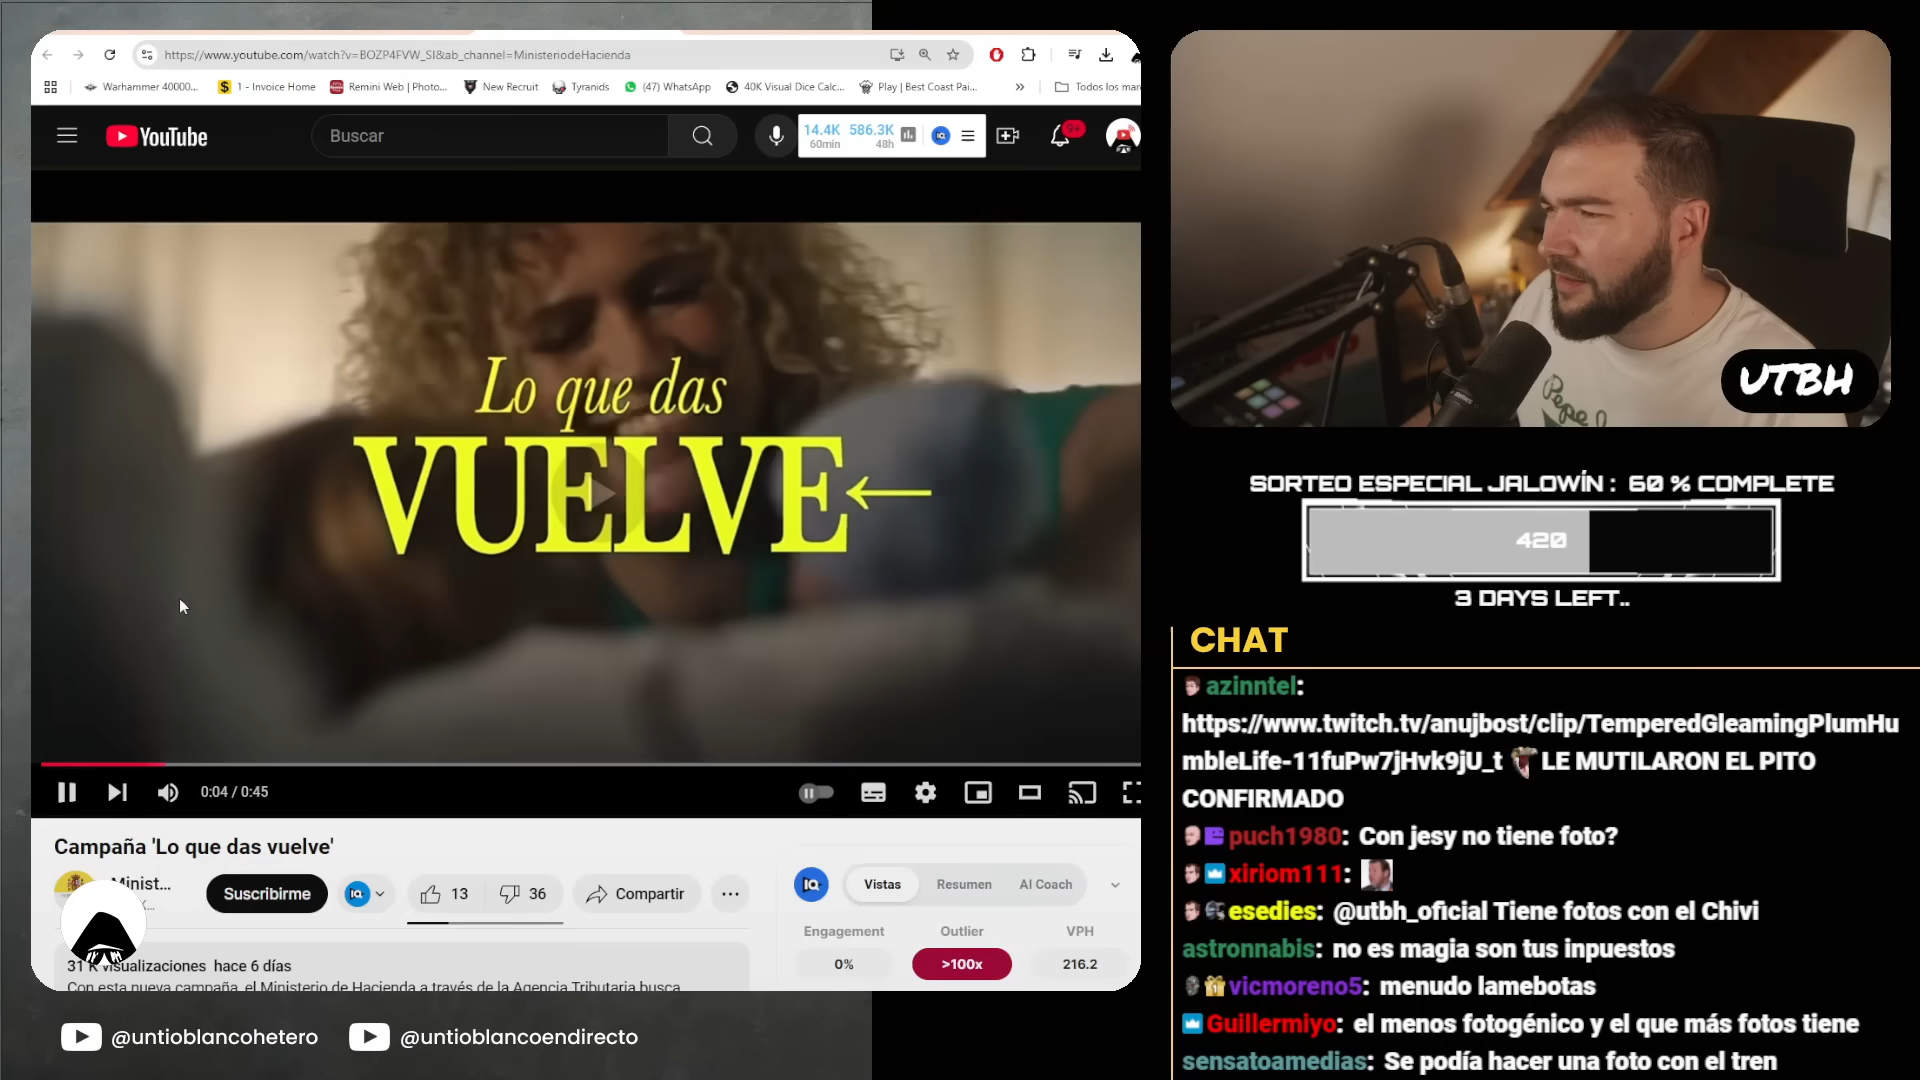 https://www.youtube.com/watch?v=BOZP4FVW_SI&ab_channel=MinisteriodeHacienda
Warhammer 40000...
1 - Invoice Home
Remini Web | Photo...
New Recruit
Tyranids
(47) WhatsApp
40K Visual Dice Calc...
Play | Best Coast Pai...
Todos los mar
YouTube
Buscar
14.4K 586.3K
60min 48h
9+
Lo que das
VUELVE
0:04 / 0:45
Campaña 'Lo que das vuelve'
Minist...
Suscribirme
13
36
Compartir
Vistas
Resumen
AI Coach
Engagement
Outlier
VPH
0%
>100x
216.2
31 K visualizaciones hace 6 días
Con esta nueva campaña, el Ministerio de Hacienda a través de la Agencia Tributaria busca
@untioblancohetero
@untioblancoendirecto
UTBH
SORTEO ESPECIAL JALOWÍN : 60 % COMPLETE
420
3 DAYS LEFT..
CHAT
azinntel:
https://www.twitch.tv/anujbost/clip/TemperedGleamingPlumHu
mbleLife-11fuPw7jHvk9jU_t LE MUTILARON EL PITO
CONFIRMADO
puch1980: Con jesy no tiene foto?
xiriom111:
esedies: @utbh_oficial Tiene fotos con el Chivi
astronnabis: no es magia son tus inpuestos
vicmoreno5: menudo lamebotas
Guillermiyo: el menos fotogénico y el que más fotos tiene
sensatoamedias: Se podía hacer una foto con el tren